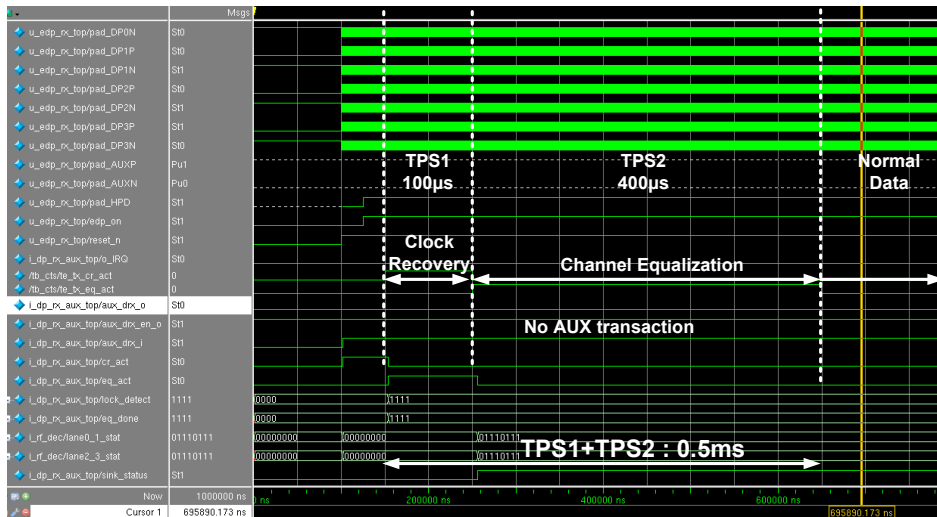 Msgs
u_edp_rx_top/pad_DP0N St0
u_edp_rx_top/pad_DP1P St0
u_edp_rx_top/pad_DP1N St1
u_edp_rx_top/pad_DP2P St0
u_edp_rx_top/pad_DP2N St1
u_edp_rx_top/pad_DP3P St1
u_edp_rx_top/pad_DP3N St0
u_edp_rx_top/pad_AUXP Pu1
u_edp_rx_top/pad_AUXN Pu0
u_edp_rx_top/pad_HPD St1
u_edp_rx_top/edp_on St1
u_edp_rx_top/reset_n St1
i_dp_rx_aux_top/o_IRQ St0
/tb_cts/te_tx_cr_act 0
/tb_cts/te_tx_eq_act 0
i_dp_rx_aux_top/aux_drx_o St0
i_dp_rx_aux_top/aux_drx_en_o St1
i_dp_rx_aux_top/aux_drx_i St1
i_dp_rx_aux_top/cr_act St0
i_dp_rx_aux_top/eq_act St0
i_dp_rx_aux_top/lock_detect 1111 0000 1111
i_dp_rx_aux_top/eq_done 1111 0000 1111
i_rf_dec/lane0_1_stat 01110111 00000000 00000000 01110111
i_rf_dec/lane2_3_stat 01110111 00000000 00000000 01110111
i_dp_rx_aux_top/sink_status St1
TPS1 TPS2 Normal
100µs 400µs Data
Clock
Recovery Channel Equalization
No AUX transaction
TPS1+TPS2 : 0.5ms
Now 1000000 ns ns 200000 ns 400000 ns 600000 ns
Cursor 1 695890.173 ns 695890.173 ns